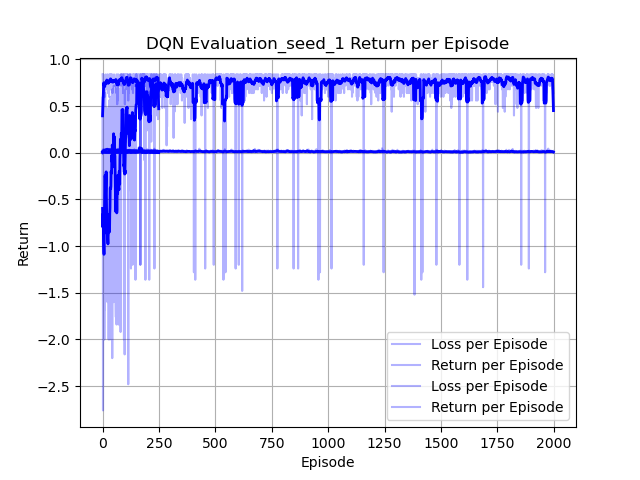 DQN Evaluation_seed_1 Return per Episode
1.0
0.5
0.0
−0.5
−1.0
−1.5
−2.0
−2.5
Return
Loss per Episode
Return per Episode
Loss per Episode
Return per Episode
0 250 500 750 1000 1250 1500 1750 2000
Episode